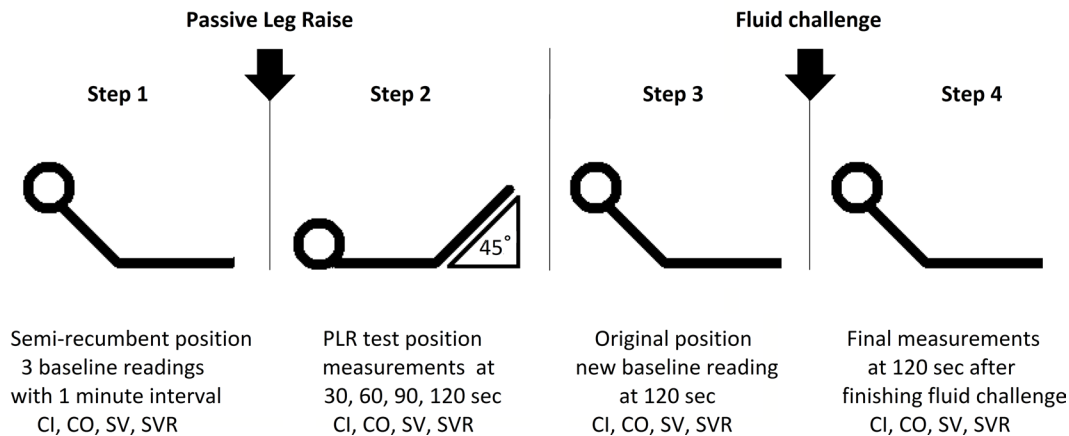 Passive Leg Raise
Fluid challenge
Step 1
Step 2
Step 3
Step 4
45°
Semi-recumbent position
3 baseline readings
with 1 minute interval
CI, CO, SV, SVR
PLR test position
measurements at
30, 60, 90, 120 sec
CI, CO, SV, SVR
Original position
new baseline reading
at 120 sec
CI, CO, SV, SVR
Final measurements
at 120 sec after
finishing fluid challenge
CI, CO, SV, SVR